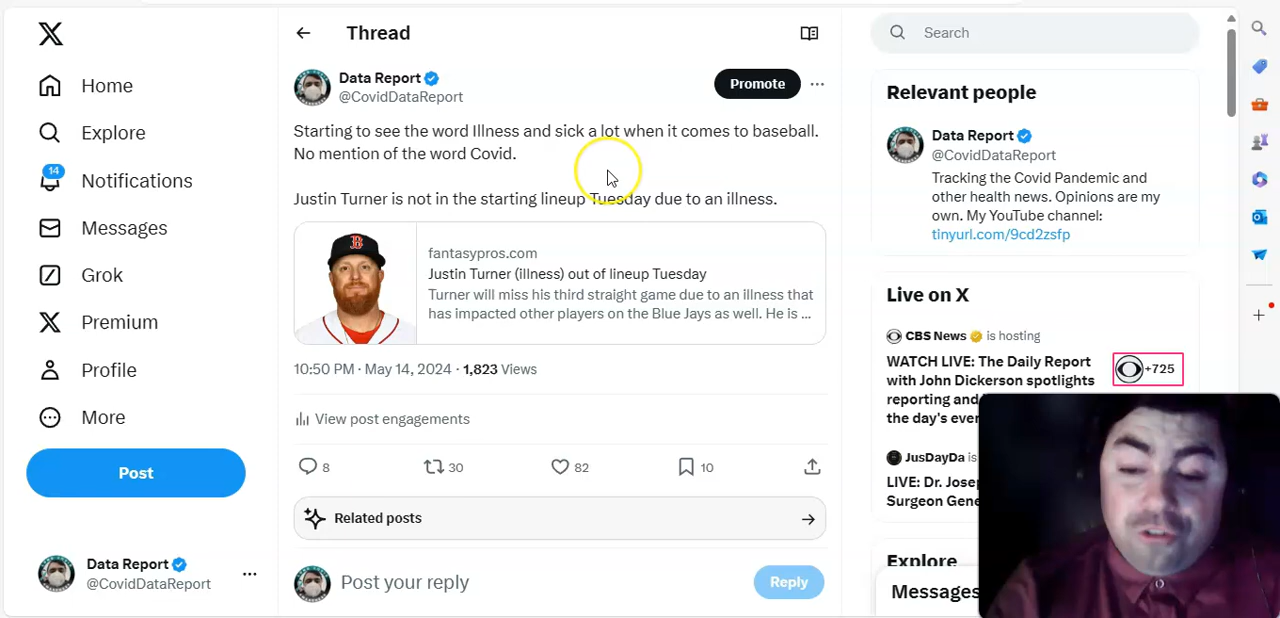 Home
Explore
14
Notifications
Messages
Grok
Premium
Profile
More
Post
Data Report
@CovidDataReport
Thread
Data Report
@CovidDataReport
Promote
Starting to see the word Illness and sick a lot when it comes to baseball.
No mention of the word Covid.
Justin Turner is not in the starting lineup Tuesday due to an illness.
B
fantasypros.com
Justin Turner (illness) out of lineup Tuesday
Turner will miss his third straight game due to an illness that
has impacted other players on the Blue Jays as well. He is ...
10:50 PM · May 14, 2024 · 1,823 Views
View post engagements
8
30
82
10
Related posts
Post your reply
Reply
Search
Relevant people
Data Report
@CovidDataReport
Tracking the Covid Pandemic and
other health news. Opinions are my
own. My YouTube channel:
tinyurl.com/9cd2zsfp
Live on X
CBS News is hosting
WATCH LIVE: The Daily Report
with John Dickerson spotlights
reporting and
the day's eve
+725
JusDayDa is
LIVE: Dr. Josep
Surgeon Gene
Explore
Messages